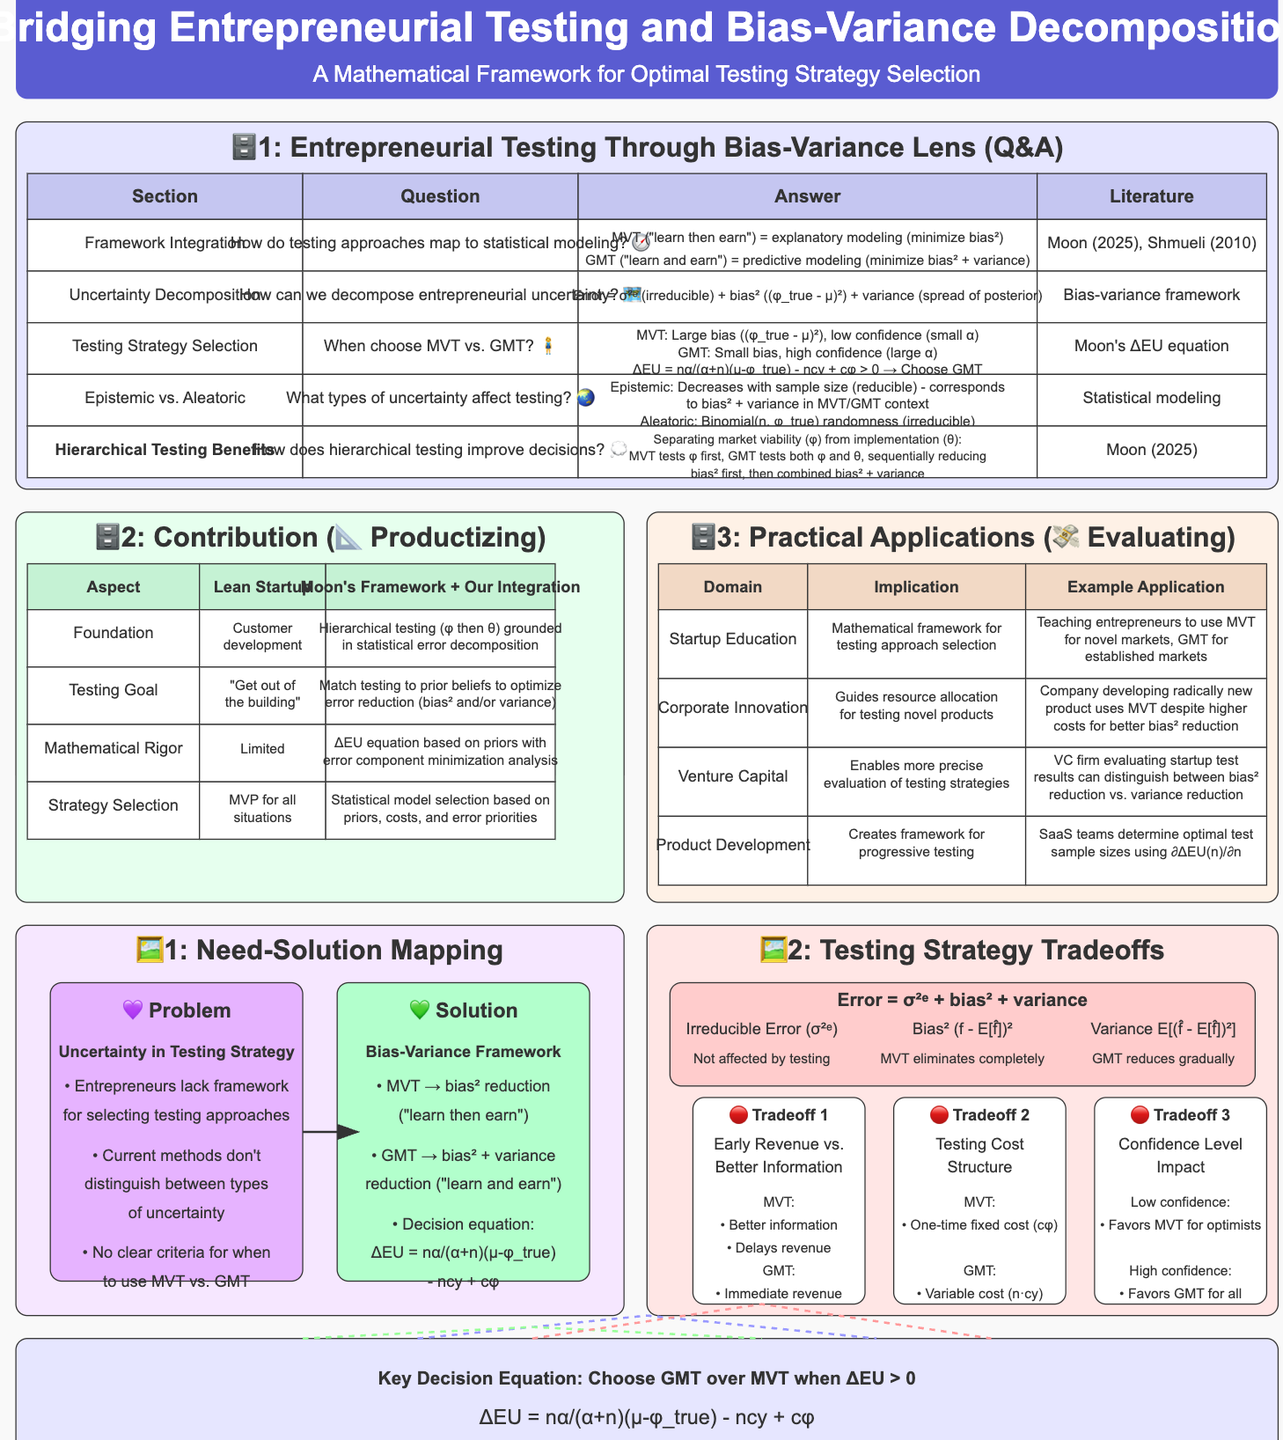 ridging Entrepreneurial Testing and Bias-Variance Decompositio
A Mathematical Framework for Optimal Testing Strategy Selection
1: Entrepreneurial Testing Through Bias-Variance Lens (Q&A)
Section Question Answer Literature
Framework Integration
How do testing approaches map to statistical modeling?
MVT ("learn then earn") = explanatory modeling (minimize bias²)
GMT ("learn and earn") = predictive modeling (minimize bias² + variance)
Moon (2025), Shmueli (2010)
Uncertainty Decomposition
How can we decompose entrepreneurial uncertainty?
(irreducible) + bias² ((φ_true - μ)²) + variance (spread of posterior)
Bias-variance framework
Testing Strategy Selection
When choose MVT vs. GMT?
MVT: Large bias ((φ_true - μ)²), low confidence (small α)
GMT: Small bias, high confidence (large α)
ΔEU = nα/(α+n)(μ-φ_true) - ncy + cφ > 0 → Choose GMT
Moon's ΔEU equation
Epistemic vs. Aleatoric
What types of uncertainty affect testing?
Epistemic: Decreases with sample size (reducible) - corresponds
to bias² + variance in MVT/GMT context
Aleatoric: Binomial(n, φ_true) randomness (irreducible)
Statistical modeling
Hierarchical Testing Benefits
How does hierarchical testing improve decisions?
Separating market viability (φ) from implementation (θ):
MVT tests φ first, GMT tests both φ and θ, sequentially reducing
bias² first, then combined bias² + variance
Moon (2025)
2: Contribution (📐 Productizing)
Aspect Lean Startup Moon's Framework + Our Integration
Foundation
Customer
development
Hierarchical testing (φ then θ) grounded
in statistical error decomposition
Testing Goal
"Get out of
the building"
Match testing to prior beliefs to optimize
error reduction (bias² and/or variance)
Mathematical Rigor
Limited
ΔEU equation based on priors with
error component minimization analysis
Strategy Selection
MVP for all
situations
Statistical model selection based on
priors, costs, and error priorities
3: Practical Applications (💸 Evaluating)
Domain Implication Example Application
Startup Education
Mathematical framework for
testing approach selection
Teaching entrepreneurs to use MVT
for novel markets, GMT for
established markets
Corporate Innovation
Guides resource allocation
for testing novel products
Company developing radically new
product uses MVT despite higher
costs for better bias² reduction
Venture Capital
Enables more precise
evaluation of testing strategies
VC firm evaluating startup test
results can distinguish between bias²
reduction vs. variance reduction
Product Development
Creates framework for
progressive testing
SaaS teams determine optimal test
sample sizes using ∂ΔEU(n)/∂n
1: Need-Solution Mapping
💜 Problem
Uncertainty in Testing Strategy
• Entrepreneurs lack framework
for selecting testing approaches
• Current methods don't
distinguish between types
of uncertainty
• No clear criteria for when
to use MVT vs. GMT
💚 Solution
Bias-Variance Framework
• MVT → bias² reduction
("learn then earn")
• GMT → bias² + variance
reduction ("learn and earn")
• Decision equation:
ΔEU = nα/(α+n)(μ-φ_true)
- ncy + cφ
2: Testing Strategy Tradeoffs
Error = σ²ᵉ + bias² + variance
Irreducible Error (σ²ᵉ)
Not affected by testing
Bias² (f - E[f̂])²
MVT eliminates completely
Variance E[(f̂ - E[f̂])²]
GMT reduces gradually
🔴 Tradeoff 1
Early Revenue vs.
Better Information
MVT:
• Better information
• Delays revenue
GMT:
• Immediate revenue
🔴 Tradeoff 2
Testing Cost
Structure
MVT:
• One-time fixed cost (cφ)
GMT:
• Variable cost (n·cy)
🔴 Tradeoff 3
Confidence Level
Impact
Low confidence:
• Favors MVT for optimists
High confidence:
• Favors GMT for all
Key Decision Equation: Choose GMT over MVT when ΔEU > 0
ΔEU = nα/(α+n)(μ-φ_true) - ncy + cφ